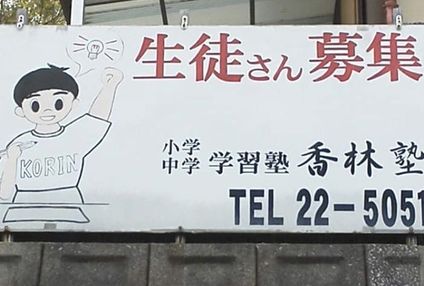 生徒さん募集
小学
中学 学習塾 香林塾
TEL 22-5051
KORIN